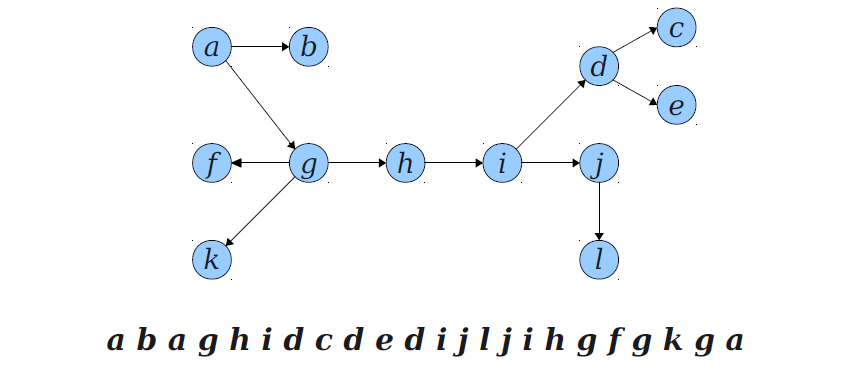 a b c
d
e
f g h i j
k l
a b a g h i d c d e d i j l j i h g f g k g a